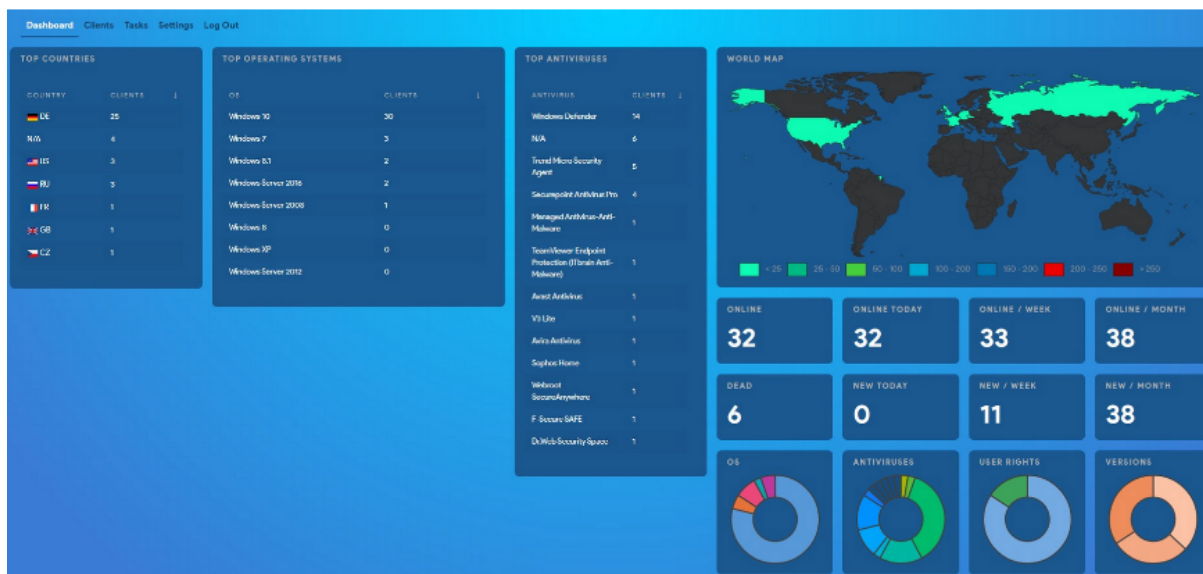 Dashboard Clients Tasks Settings Log Out
TOP COUNTRIES
COUNTRY CLIENTS ↓
DE 25
N/A 4
US 3
RU 3
FR 1
GB 1
CZ 1
TOP OPERATING SYSTEMS
OS CLIENTS ↓
Windows 10 30
Windows 7 3
Windows 8.1 2
Windows Server 2016 2
Windows Server 2008 1
Windows 8 0
Windows XP 0
Windows Server 2012 0
TOP ANTIVIRUSES
ANTIVIRUS CLIENTS ↓
Windows Defender 14
N/A 6
Trend Micro Security
Agent 5
Securepoint Antivirus Pro 4
Managed Antivirus-Anti-
Malware 1
TeamViewer Endpoint
Protection (ITbrain Anti-
Malware) 1
Avast Antivirus 1
V3 Lite 1
Avira Antivirus 1
Sophos Home 1
Webroot
SecureAnywhere 1
F-Secure SAFE 1
Dr.Web Security Space 1
WORLD MAP
< 25 25 - 50 90 - 100 100 - 200 150 - 200 200 - 250 > 250
ONLINE
32
ONLINE TODAY
32
ONLINE / WEEK
33
ONLINE / MONTH
38
DEAD
6
NEW TODAY
0
NEW / WEEK
11
NEW / MONTH
38
OS
ANTIVIRUSES
USER RIGHTS
VERSIONS